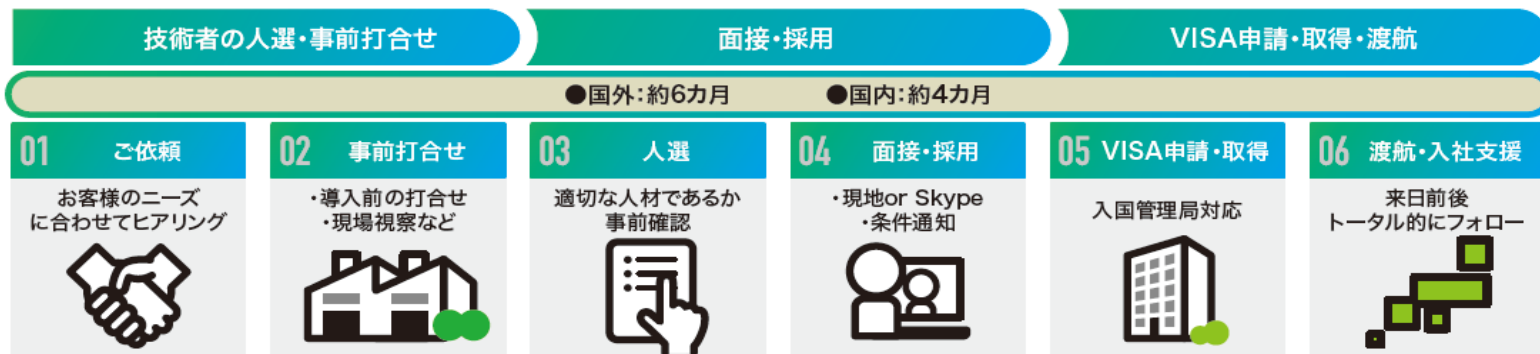 技術者の人選・事前打合せ
面接・採用
VISA申請・取得・渡航
●国外：約6カ月 ●国内：約4カ月
01 ご依頼
お客様のニーズ
に合わせてヒアリング
02 事前打合せ
・導入前の打合せ
・現場視察など
03 人選
適切な人材であるか
事前確認
04 面接・採用
・現地or Skype
・条件通知
05 VISA申請・取得
入国管理局対応
06 渡航・入社支援
来日前後
トータル的にフォロー